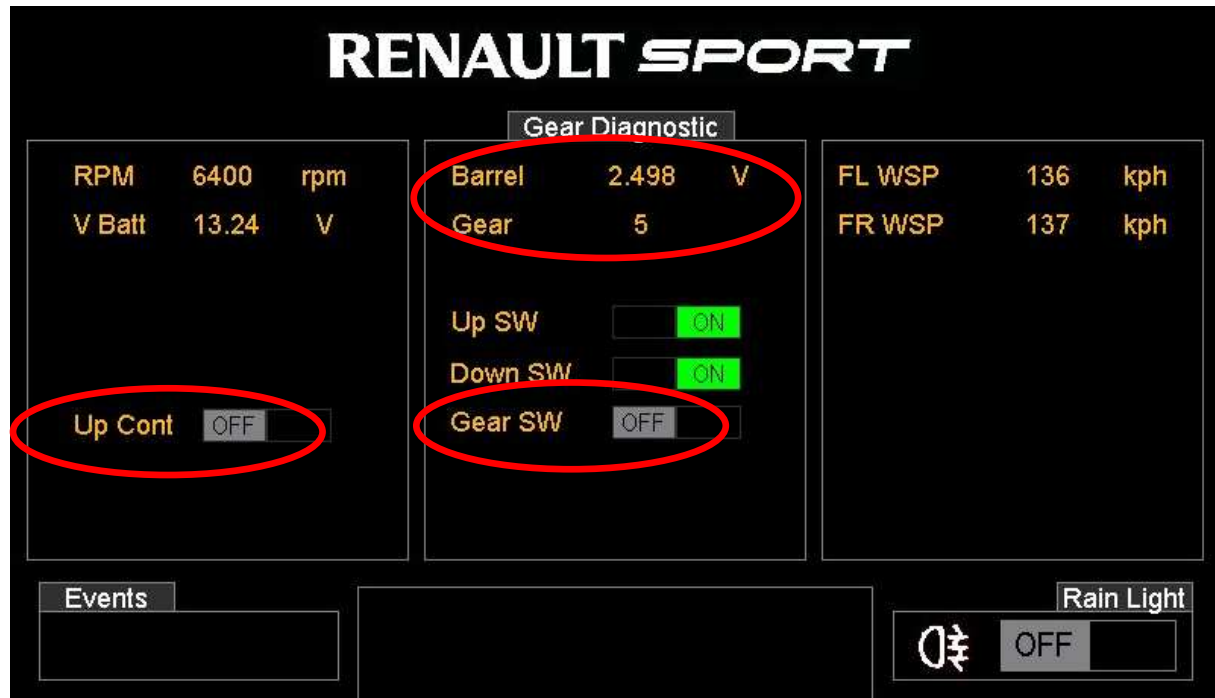 RENAULT SPORT
Gear Diagnostic
RPM 6400 rpm
V Batt 13.24 V
Up Cont OFF
Barrel 2.498 V
Gear 5
Up SW ON
Down SW ON
Gear SW OFF
FL WSP 136 kph
FR WSP 137 kph
Events
Rain Light
OFF